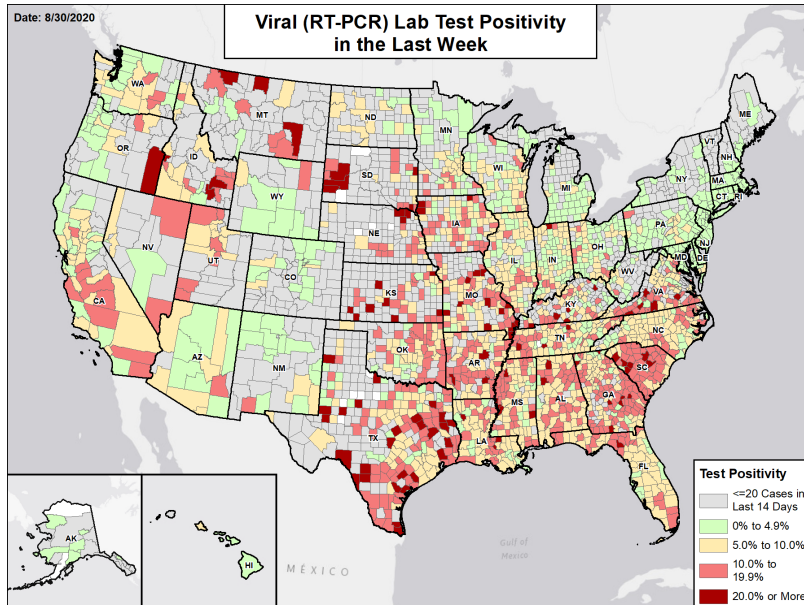 Date: 8/30/2020
Viral (RT-PCR) Lab Test Positivity
in the Last Week
WA
MT
ND
MN
ME
VT
NH
OR
ID
SD
WI
NY
MA
MI
CT
RI
WY
IA
PA
NE
NJ
NV
OH
MD
DE
UT
IL
IN
CO
WV
CA
KS
MO
VA
KY
NC
TN
AZ
OK
NM
AR
SC
MS
AL
GA
TX
LA
FL
AK
HI
MÉXICO
Gulf of
Mexico
Test Positivity
<=20 Cases in
Last 14 Days
0% to 4.9%
5.0% to 10.0%
10.0% to
19.9%
20.0% or More